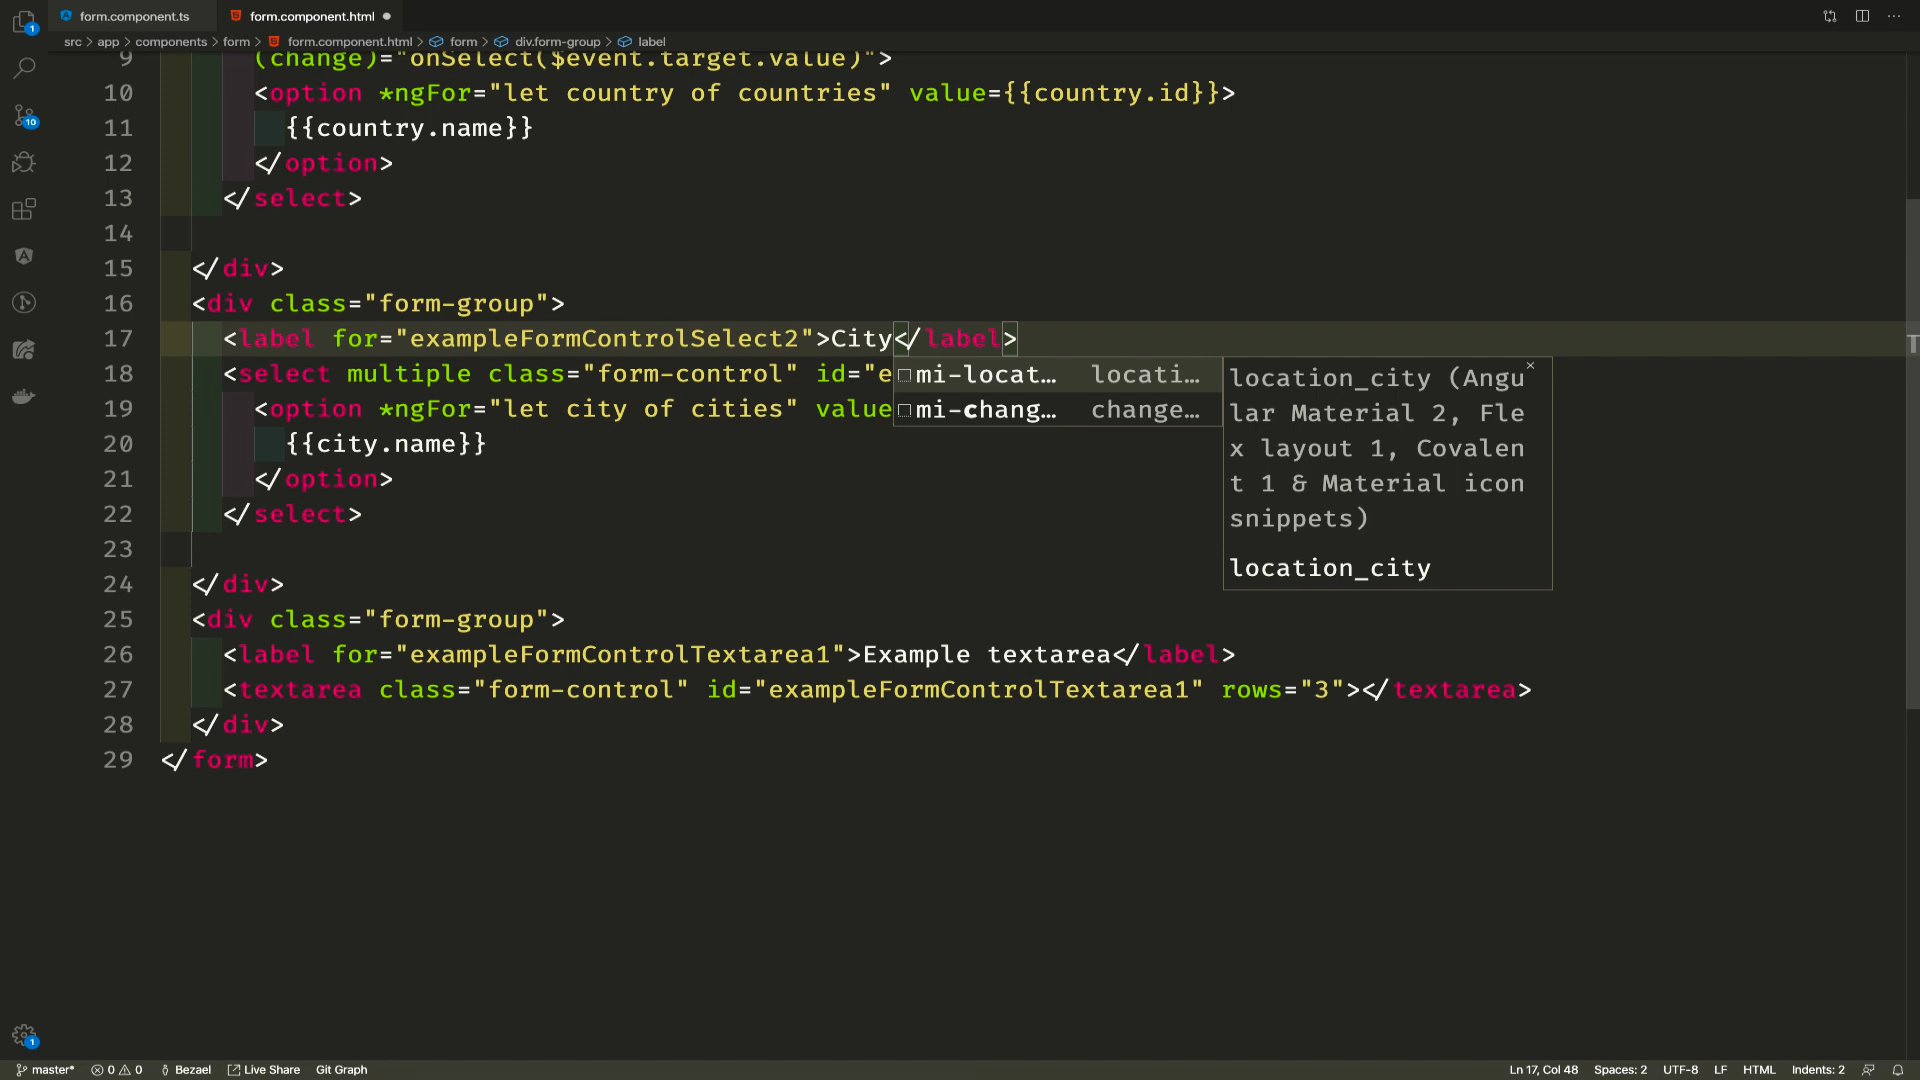 form.component.ts
form.component.html
src > app > components > form > form.component.html > form > div.form-group > label
9 (change)="onSelect($event.target.value)">
10 <option *ngFor="let country of countries" value={{country.id}}>
11 {{country.name}}
12 </option>
13 </select>
14
15 </div>
16 <div class="form-group">
17 <label for="exampleFormControlSelect2">City</label>
18 <select multiple class="form-control" id="e
19 <option *ngFor="let city of cities" value
20 {{city.name}}
21 </option>
22 </select>
23
24 </div>
25 <div class="form-group">
26 <label for="exampleFormControlTextarea1">Example textarea</label>
27 <textarea class="form-control" id="exampleFormControlTextarea1" rows="3"></textarea>
28 </div>
29 </form>
mi-locat… locati…
mi-chang… change…
location_city (Angu
lar Material 2, Fle
x layout 1, Covalen
t 1 & Material icon
snippets)
location_city
1
10
1
master* 0 0 Bezael Live Share Git Graph Ln 17, Col 48 Spaces: 2 UTF-8 LF HTML Indents: 2